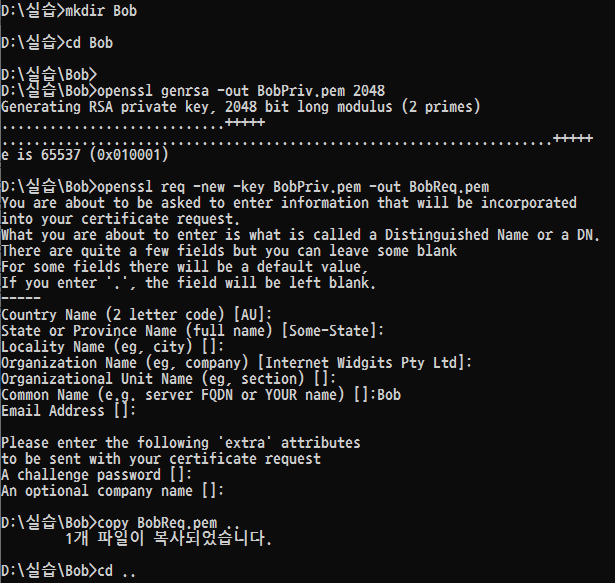 D:\실습>mkdir Bob
D:\실습>cd Bob
D:\실습\Bob>
D:\실습\Bob>openssl genrsa -out BobPriv.pem 2048
Generating RSA private key, 2048 bit long modulus (2 primes)
............................+++++
.....................................................................+++++
e is 65537 (0x010001)
D:\실습\Bob>openssl req -new -key BobPriv.pem -out BobReq.pem
You are about to be asked to enter information that will be incorporated
into your certificate request.
What you are about to enter is what is called a Distinguished Name or a DN.
There are quite a few fields but you can leave some blank
For some fields there will be a default value,
If you enter '.', the field will be left blank.
-----
Country Name (2 letter code) [AU]:
State or Province Name (full name) [Some-State]:
Locality Name (eg, city) []:
Organization Name (eg, company) [Internet Widgits Pty Ltd]:
Organizational Unit Name (eg, section) []:
Common Name (e.g. server FQDN or YOUR name) []:Bob
Email Address []:
Please enter the following 'extra' attributes
to be sent with your certificate request
A challenge password []:
An optional company name []:
D:\실습\Bob>copy BobReq.pem ..
1개 파일이 복사되었습니다.
D:\실습\Bob>cd ..